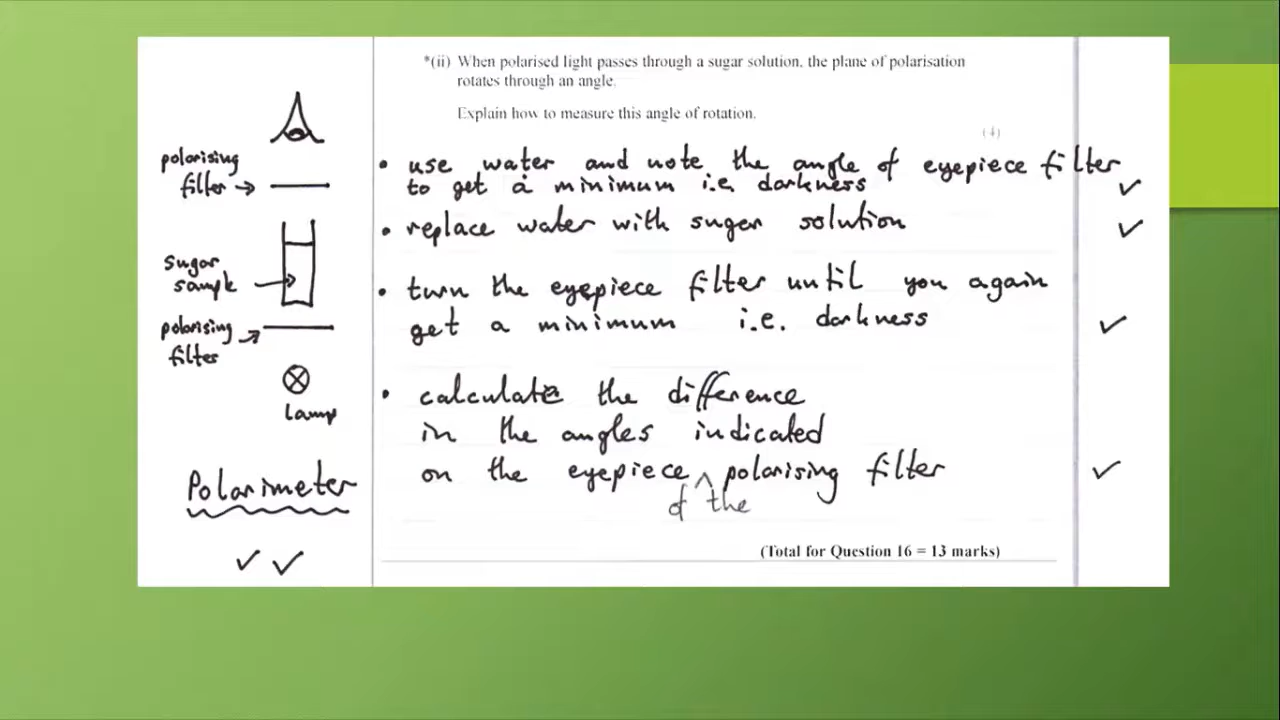 *(ii) When polarised light passes through a sugar solution, the plane of polarisation
rotates through an angle.
Explain how to measure this angle of rotation.
(4)
polarising
filter →
sugar
sample
polarising
filter
lamp
Polarimeter
✓ ✓
• use water and note the angle of eyepiece filter
to get a minimum i.e. darkness ✓
• replace water with sugar solution ✓
• turn the eyepiece filter until you again
get a minimum i.e. darkness ✓
• calculate the difference
in the angles indicated
on the eyepiece ^ polarising filter ✓
of the
(Total for Question 16 = 13 marks)